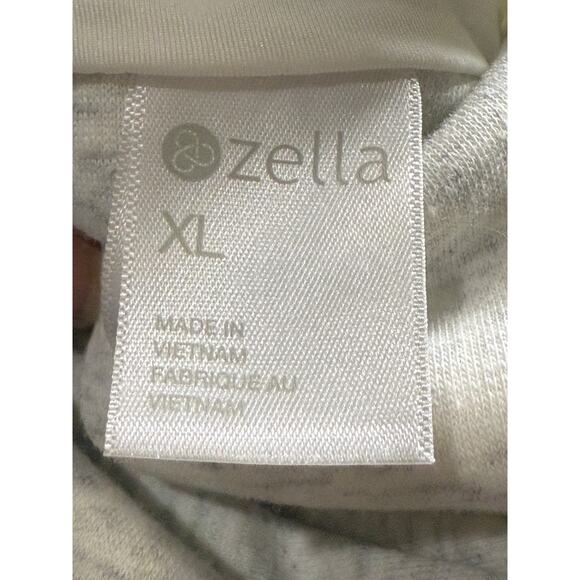 zella
XL
MADE IN
VIETNAM
FABRIQUE AU
VIETNAM